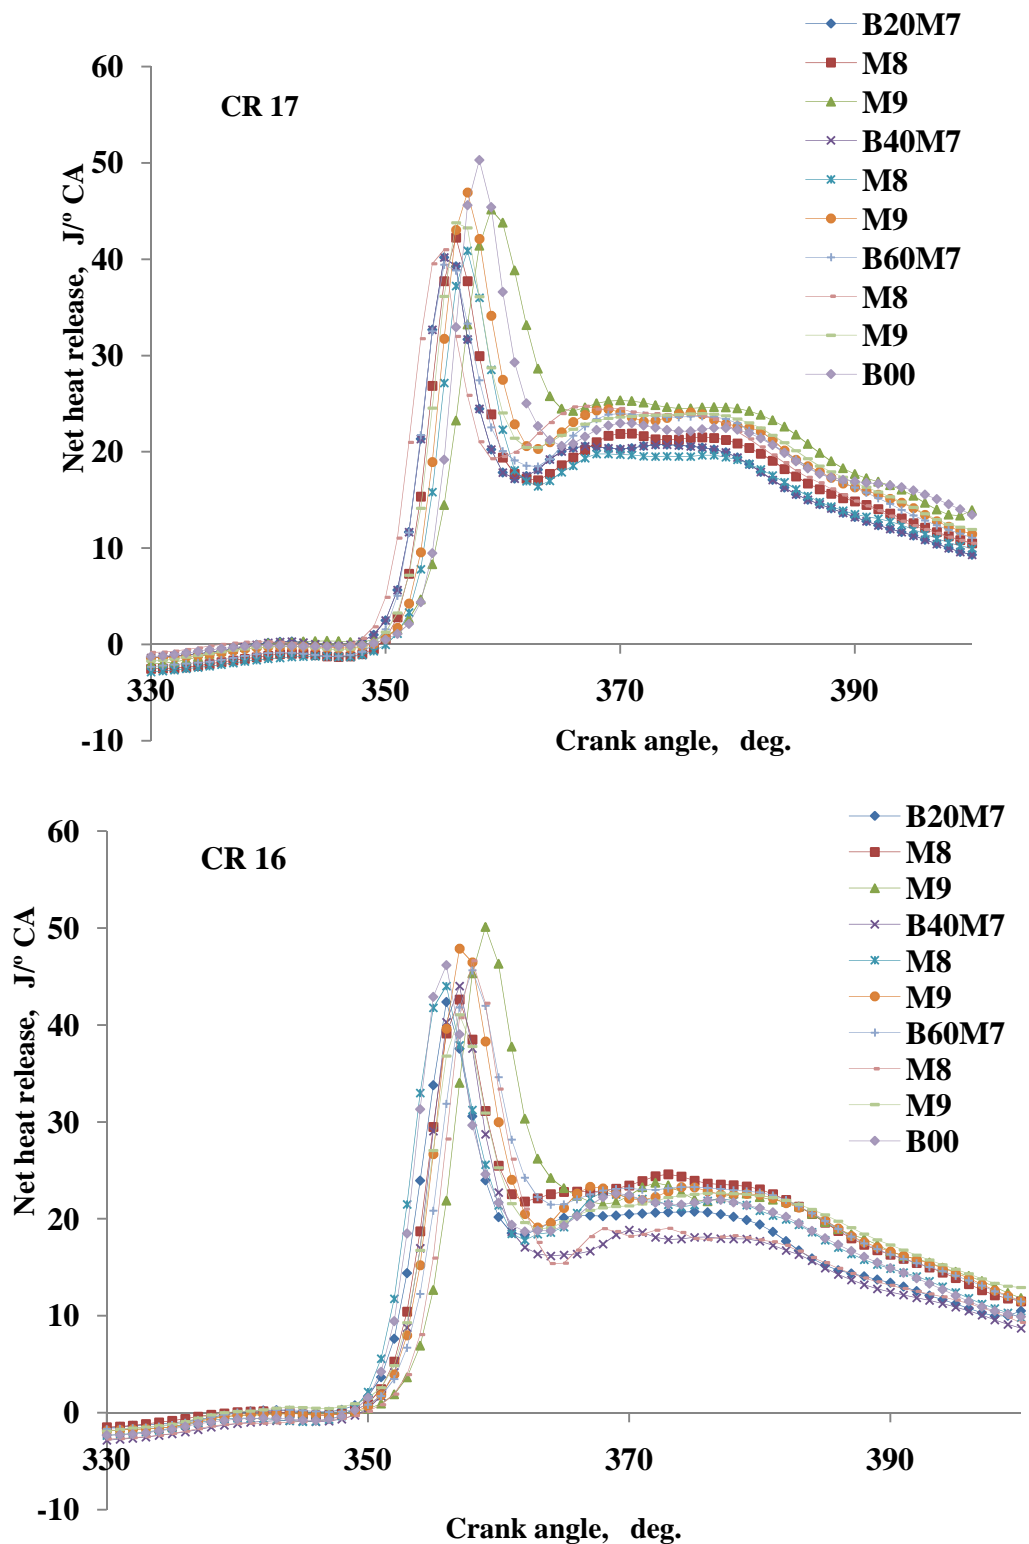 B20M7
M8
M9
B40M7
M8
M9
B60M7
M8
M9
B00
CR 17
60
50
40
30
20
10
0
-10
330
350
370
390
Net heat release, J/º CA
Crank angle, deg.
B20M7
M8
M9
B40M7
M8
M9
B60M7
M8
M9
B00
CR 16
60
50
40
30
20
10
0
-10
330
350
370
390
Net heat release, J/º CA
Crank angle, deg.